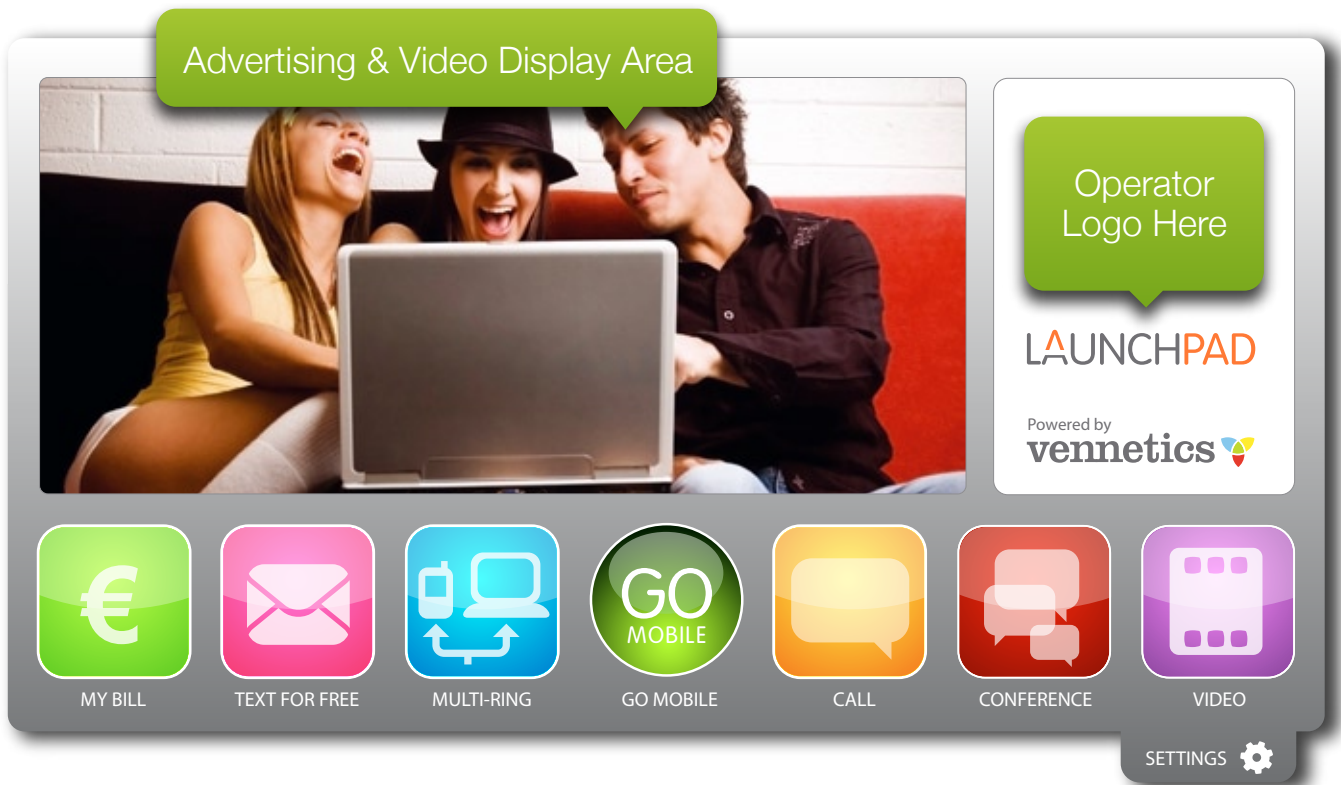 Advertising & Video Display Area
Operator
Logo Here
LAUNCHPAD
Powered by
vennetics
€
GO
MOBILE
MY BILL
TEXT FOR FREE
MULTI-RING
GO MOBILE
CALL
CONFERENCE
VIDEO
SETTINGS